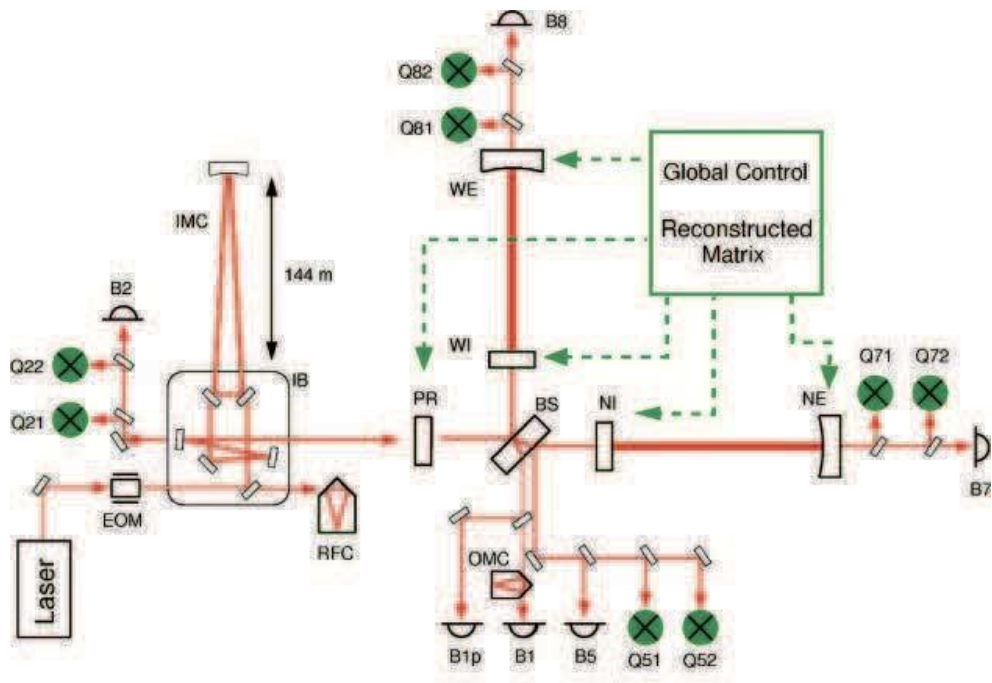 B8
Q82
Q81
WE
Global Control
Reconstructed
Matrix
IMC
144 m
B2
WI
Q22
IB
Q71
Q72
PR
BS
NI
NE
Q21
B7
EOM
RFC
OMC
Laser
B1p
B1
B5
Q51
Q52